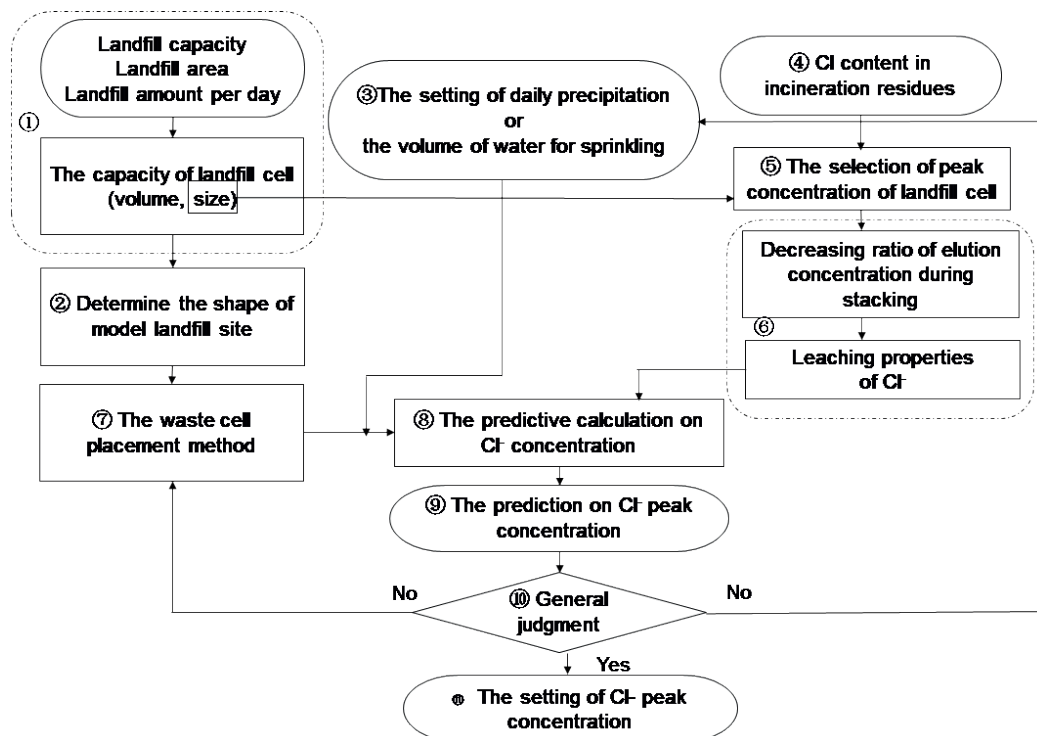 Landfill capacity
Landfill area
Landfill amount per day
①
The capacity of landfill cell
(volume, size)
② Determine the shape of
model landfill site
⑦ The waste cell
placement method
③The setting of daily precipitation
or
the volume of water for sprinkling
④ Cl content in
incineration residues
⑤ The selection of peak
concentration of landfill cell
Decreasing ratio of elution
concentration during
stacking
⑥
Leaching properties
of Cl-
⑧ The predictive calculation on
Cl- concentration
⑨ The prediction on Cl- peak
concentration
No
⑩ General
judgment
No
Yes
⑪ The setting of Cl- peak
concentration